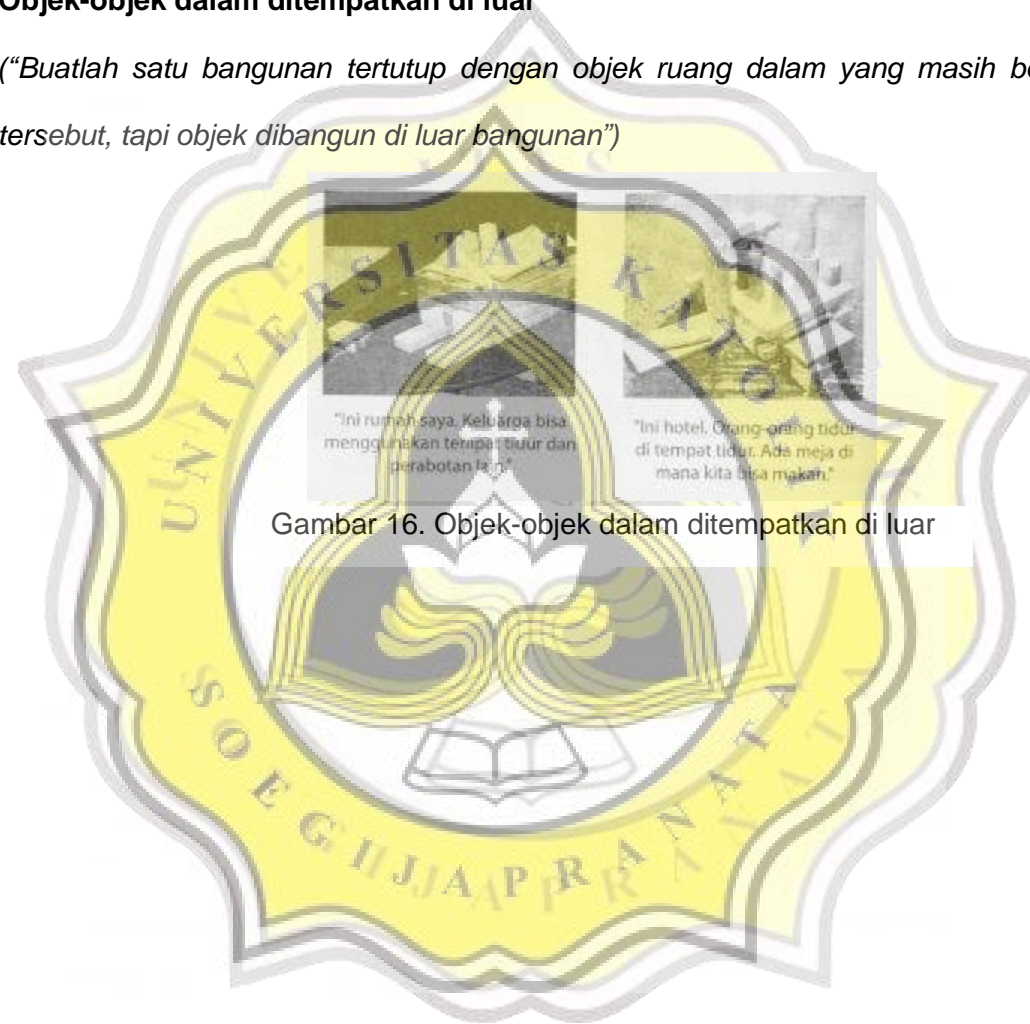 Objek-objek dalam ditempatkan di luar
(“Buatlah satu bangunan tertutup dengan objek ruang dalam yang masih
tersebut, tapi objek dibangun di luar bangunan”)
"Ini rumah saya. Keluarga bisa
menggunakan tempat tidur dan
perabotan lain"
"Ini hotel. Orang-orang tidur
di tempat tidur. Ada meja di
mana kita bisa makan."
Gambar 16. Objek-objek dalam ditempatkan di luar
UNIVERSITAS KATOLIK
SOEGIJAPRANATA